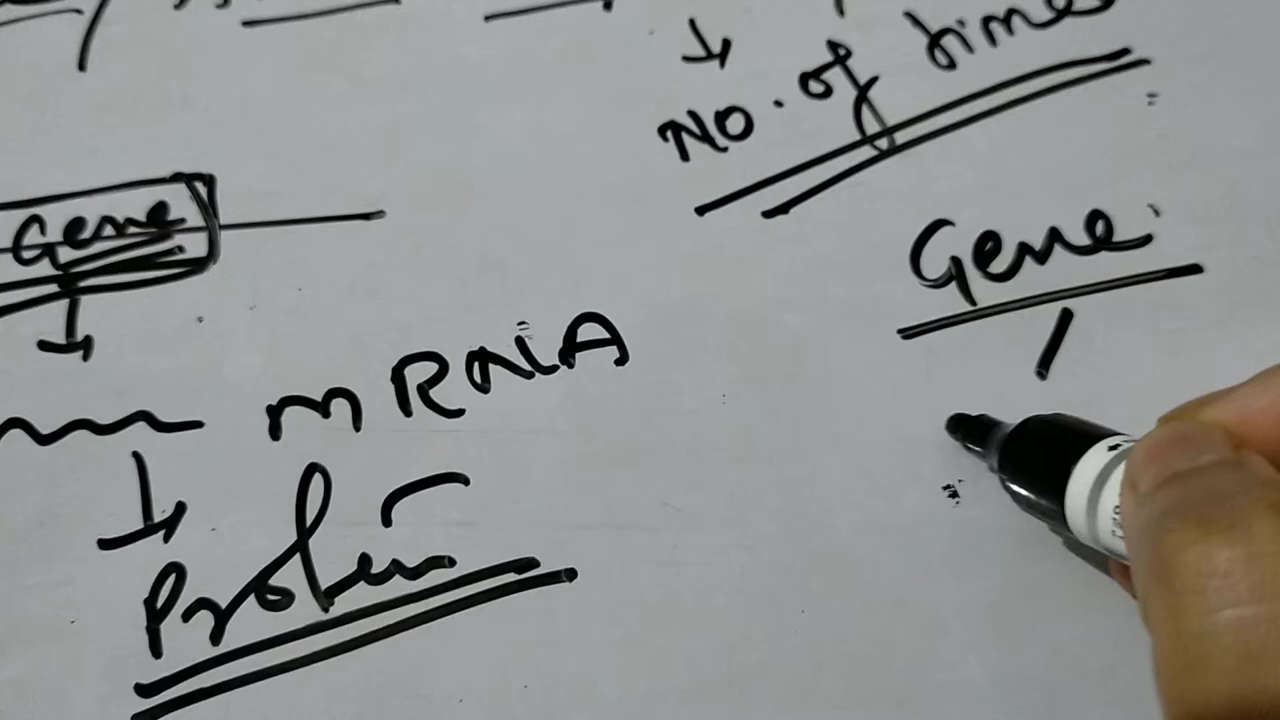 No. of times
Gene
Gene
mRNA
Protein